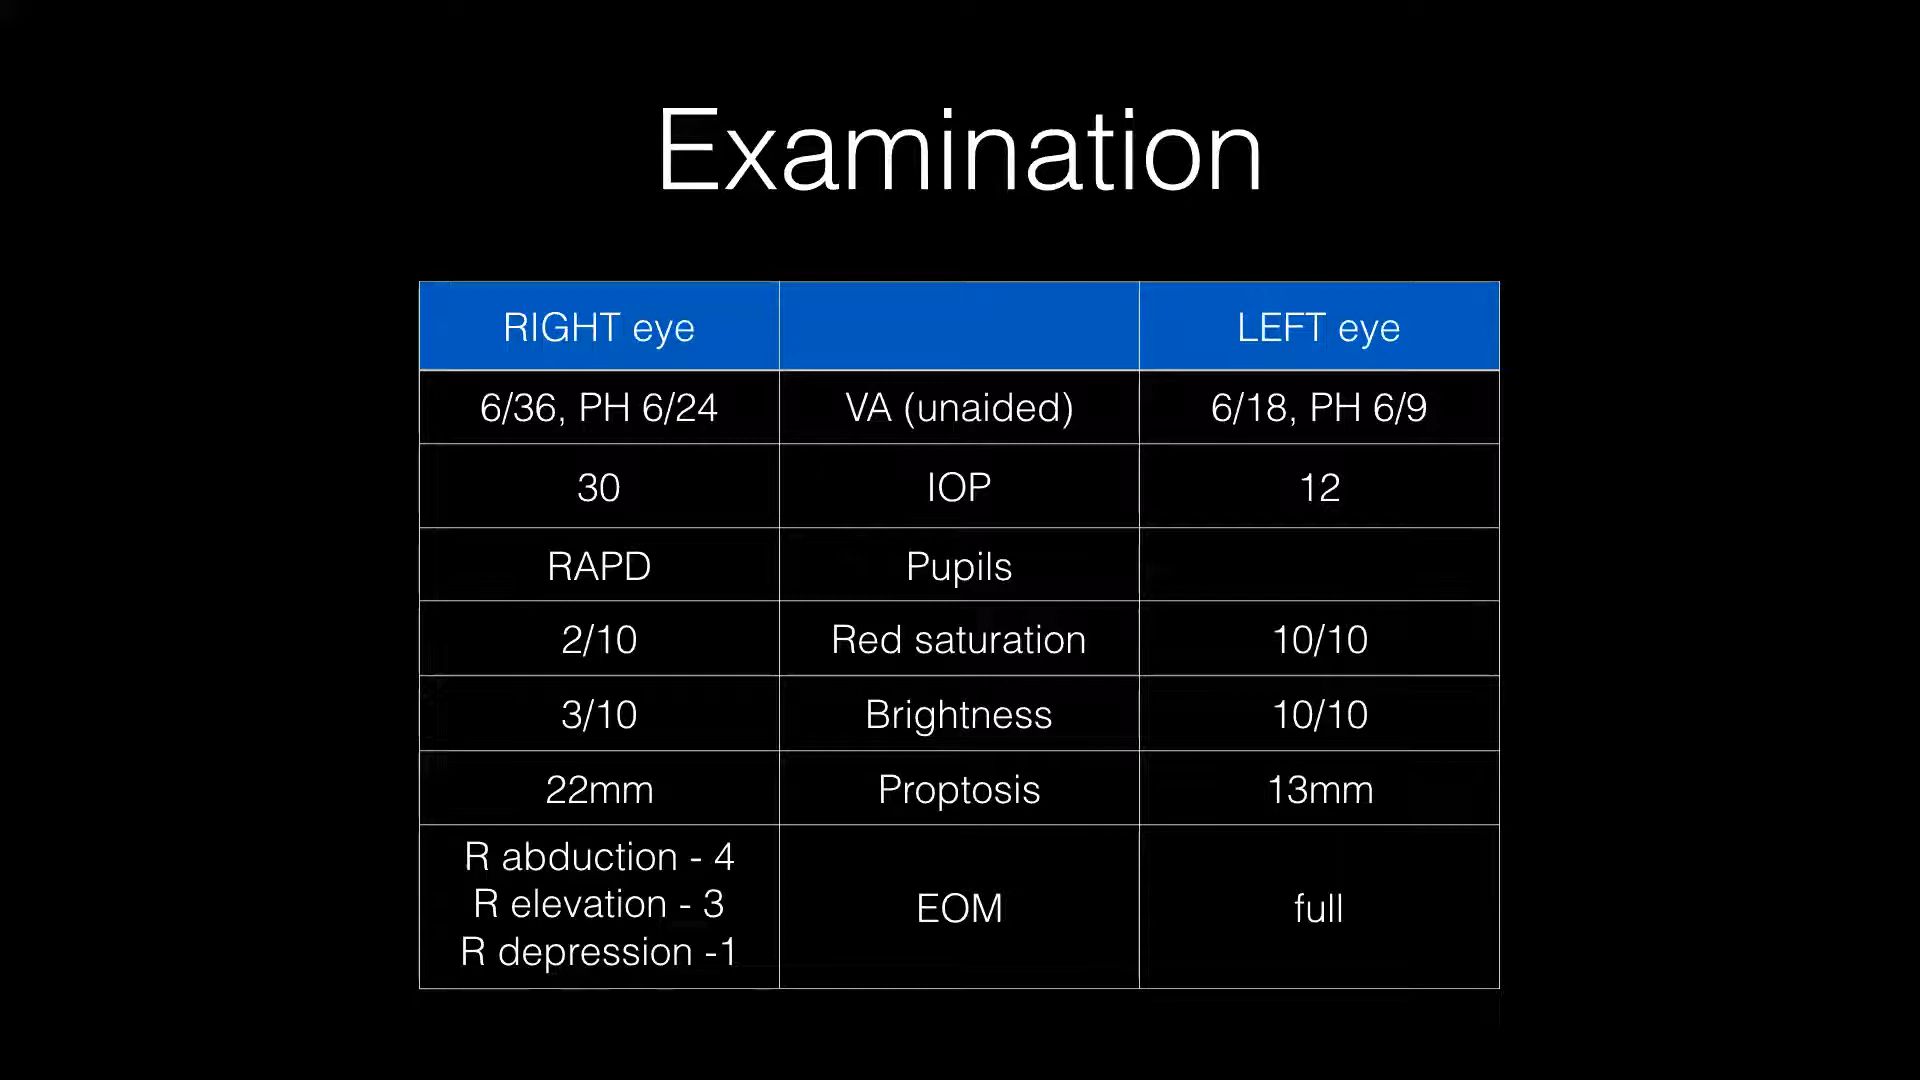 Examination
RIGHT eye LEFT eye
6/36, PH 6/24 VA (unaided) 6/18, PH 6/9
30 IOP 12
RAPD Pupils
2/10 Red saturation 10/10
3/10 Brightness 10/10
22mm Proptosis 13mm
R abduction - 4
R elevation - 3
R depression -1
EOM
full